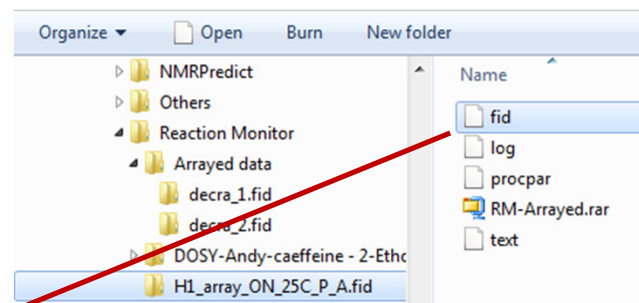 Organize Open Burn New folder
NMRPredict
Others
Reaction Monitor
Arrayed data
decra_1.fid
decra_2.fid
DOSY-Andy-caeffeine - 2-Ethc
H1_array_ON_25C_P_A.fid
Name
fid
log
procpar
RM-Arrayed.rar
text